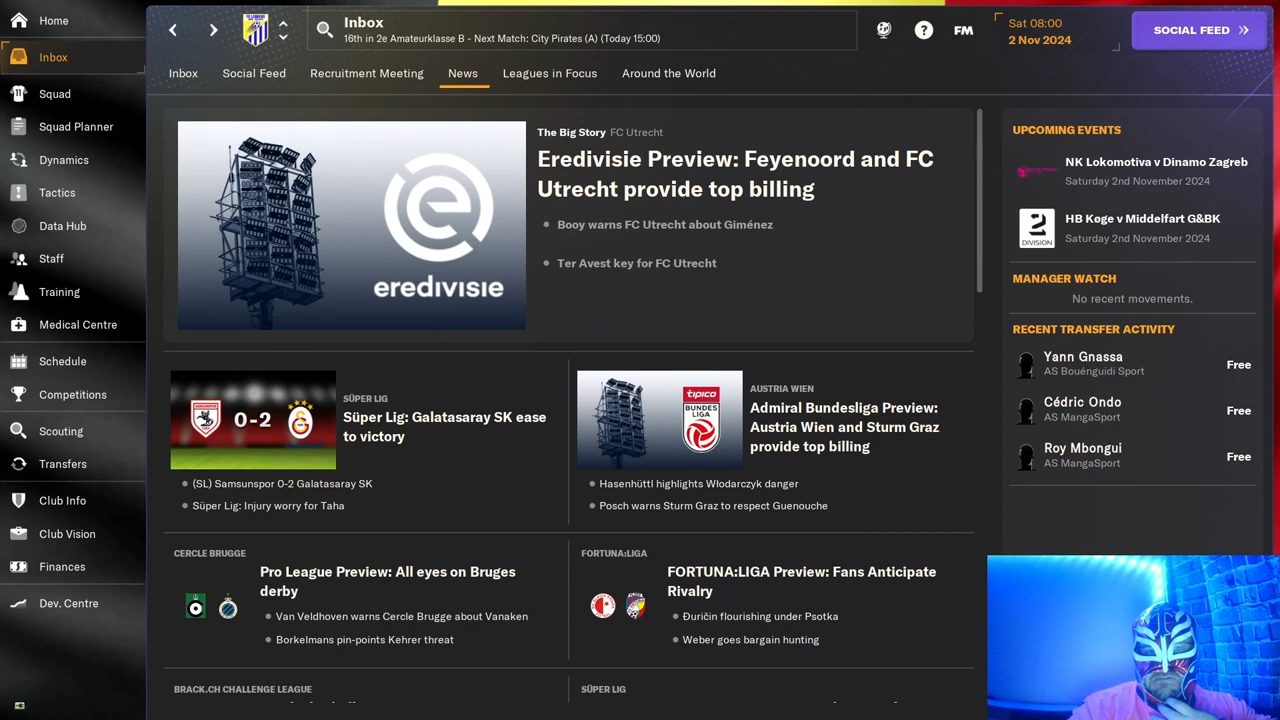 Home
Inbox
Squad
Squad Planner
Dynamics
Tactics
Data Hub
Staff
Training
Medical Centre
Schedule
Competitions
Scouting
Transfers
Club Info
Club Vision
Finances
Dev. Centre
Inbox
16th in 2e Amateurklasse B - Next Match: City Pirates (A) (Today 15:00)
FM
Sat 08:00
2 Nov 2024
SOCIAL FEED
Inbox
Social Feed
Recruitment Meeting
News
Leagues in Focus
Around the World
eredivisie
The Big Story FC Utrecht
Eredivisie Preview: Feyenoord and FC
Utrecht provide top billing
Booy warns FC Utrecht about Giménez
Ter Avest key for FC Utrecht
0-2
SÜPER LIG
Süper Lig: Galatasaray SK ease
to victory
(SL) Samsunspor 0-2 Galatasaray SK
Süper Lig: Injury worry for Taha
tipico
BUNDES
LIGA
AUSTRIA WIEN
Admiral Bundesliga Preview:
Austria Wien and Sturm Graz
provide top billing
Hasenhüttl highlights Włodarczyk danger
Posch warns Sturm Graz to respect Guenouche
CERCLE BRUGGE
Pro League Preview: All eyes on Bruges
derby
Van Veldhoven warns Cercle Brugge about Vanaken
Borkelmans pin-points Kehrer threat
FORTUNA:LIGA
FORTUNA:LIGA Preview: Fans Anticipate
Rivalry
Ďuričin flourishing under Psotka
Weber goes bargain hunting
BRACK.CH CHALLENGE LEAGUE
SÜPER LIG
UPCOMING EVENTS
NK Lokomotiva v Dinamo Zagreb
Saturday 2nd November 2024
2
DIVISION
HB Køge v Middelfart G&BK
Saturday 2nd November 2024
MANAGER WATCH
No recent movements.
RECENT TRANSFER ACTIVITY
Yann Gnassa
AS Bouénguidi Sport
Free
Cédric Ondo
AS MangaSport
Free
Roy Mbongui
AS MangaSport
Free